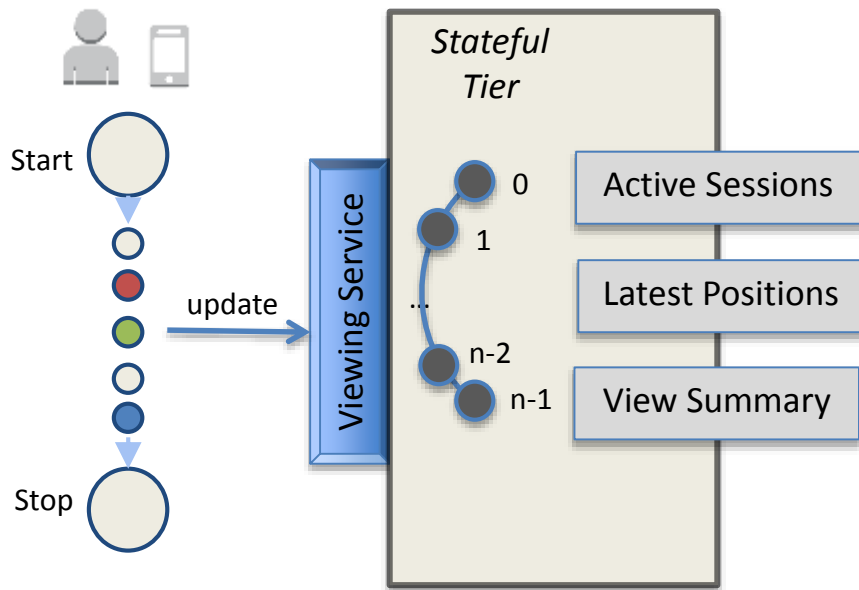 Stateful
Tier
Start
0
Active Sessions
1
update
Viewing Service
...
Latest Positions
n-2
n-1
View Summary
Stop